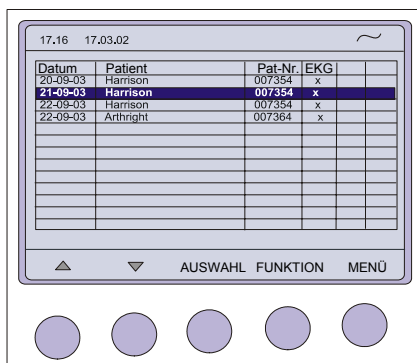 17.16 17.03.02
Datum Patient Pat-Nr. EKG
20-09-03 Harrison 007354 x
21-09-03 Harrison 007354 x
22-09-03 Harrison 007354 x
22-09-03 Arthright 007364 x
AUSWAHL FUNKTION MENÜ